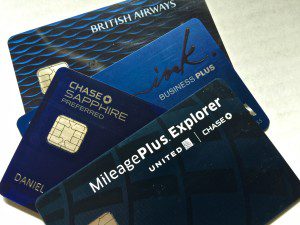 BRITISH AIRWAYS
ink.
BUSINESS PLUS
CHASE
SAPPHIRE
PREFERRED
DANIEL
MileagePlus Explorer
UNITED
CHASE